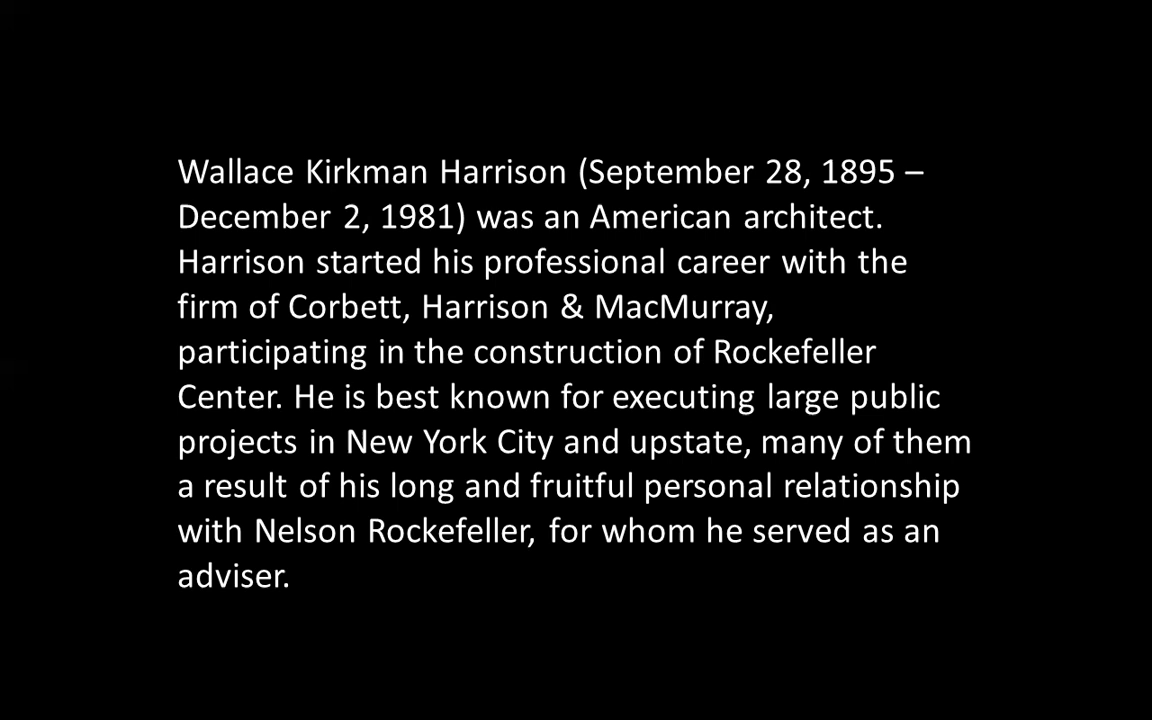 Wallace Kirkman Harrison (September 28, 1895 –
December 2, 1981) was an American architect.
Harrison started his professional career with the
firm of Corbett, Harrison & MacMurray,
participating in the construction of Rockefeller
Center. He is best known for executing large public
projects in New York City and upstate, many of them
a result of his long and fruitful personal relationship
with Nelson Rockefeller, for whom he served as an
adviser.